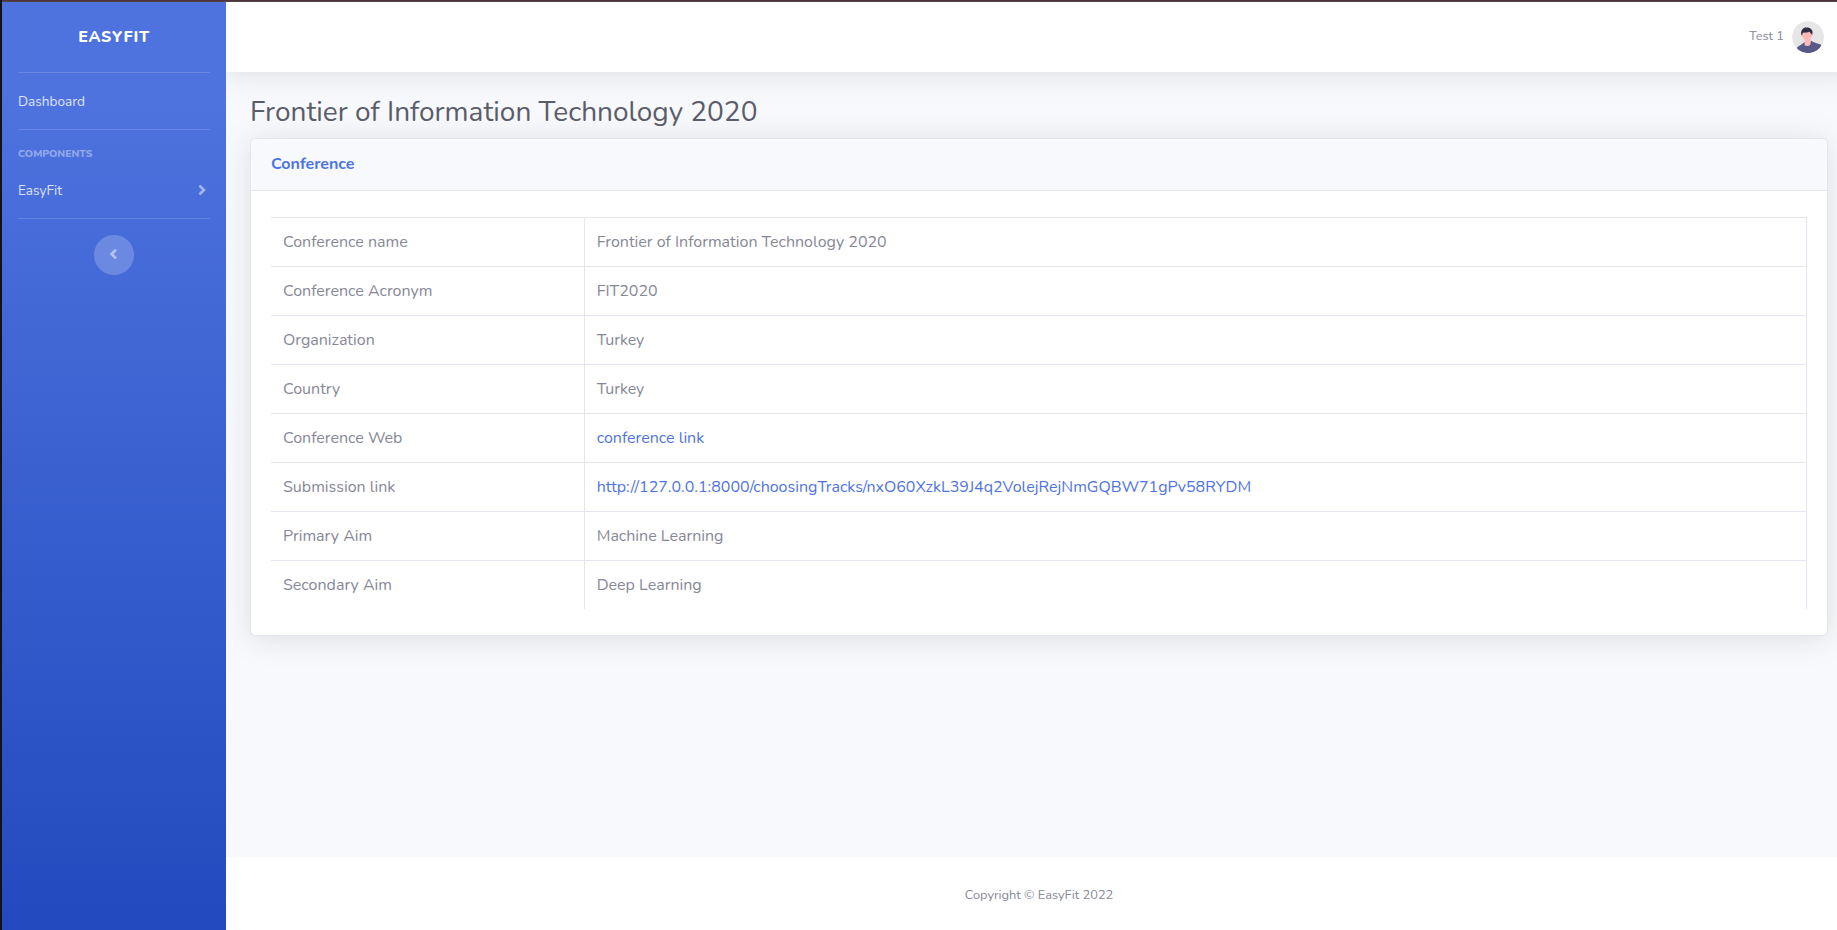 EASYFIT
Test 1
Dashboard
COMPONENTS
EasyFit
Frontier of Information Technology 2020
Conference
Conference name Frontier of Information Technology 2020
Conference Acronym FIT2020
Organization Turkey
Country Turkey
Conference Web conference link
Submission link http://127.0.0.1:8000/choosingTracks/nxO60XzkL39J4q2VolejRejNmGQBW71gPv58RYDM
Primary Aim Machine Learning
Secondary Aim Deep Learning
Copyright © EasyFit 2022